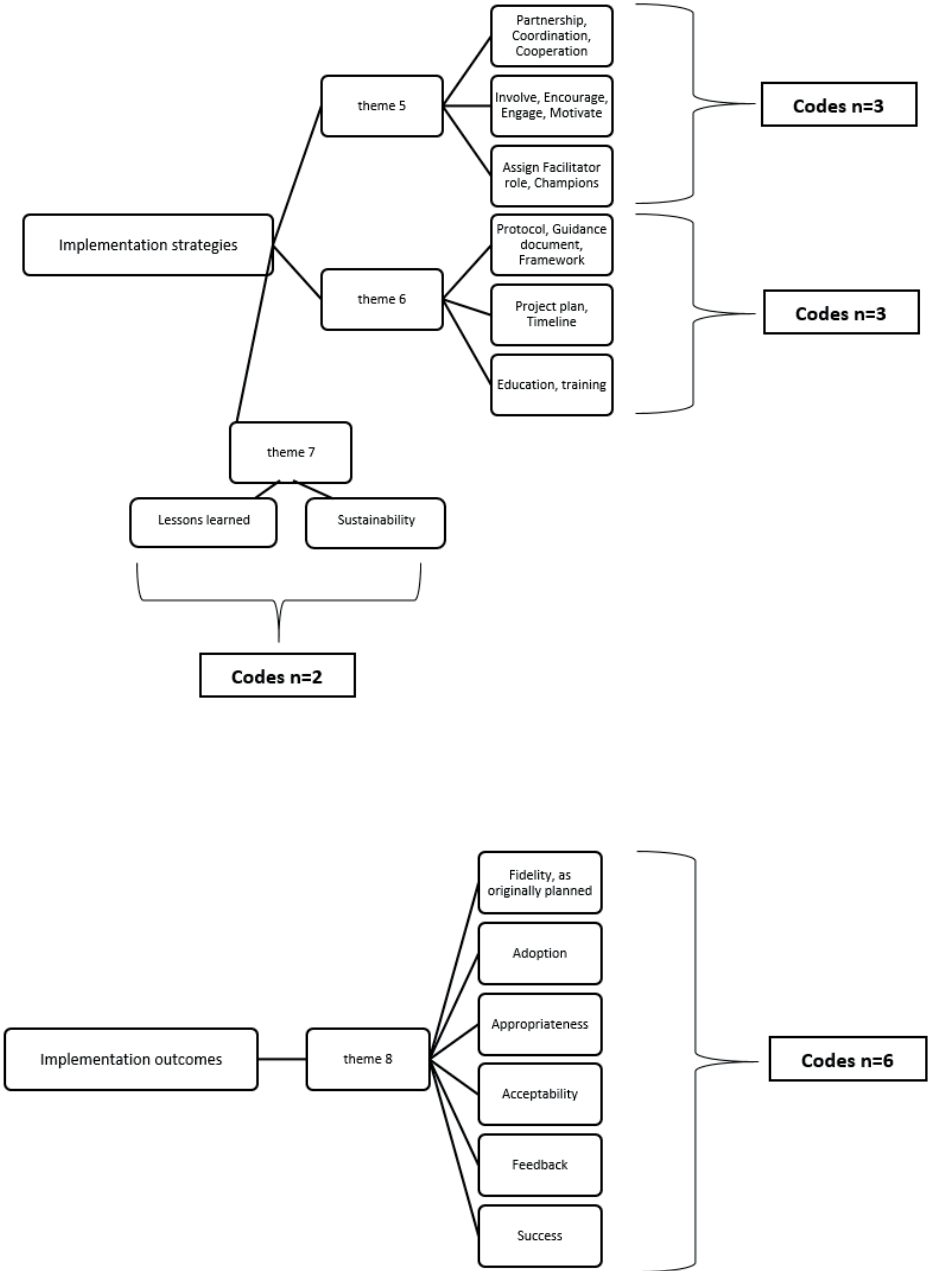 Partnership,
Coordination,
Cooperation
theme 5
Involve, Encourage,
Engage, Motivate
Codes n=3
Assign Facilitator
role, Champions
Implementation strategies
Protocol, Guidance
document,
Framework
theme 6
Project plan,
Timeline
Codes n=3
Education, training
theme 7
Lessons learned
Sustainability
Codes n=2
Fidelity, as
originally planned
Adoption
Appropriateness
Implementation outcomes
theme 8
Codes n=6
Acceptability
Feedback
Success